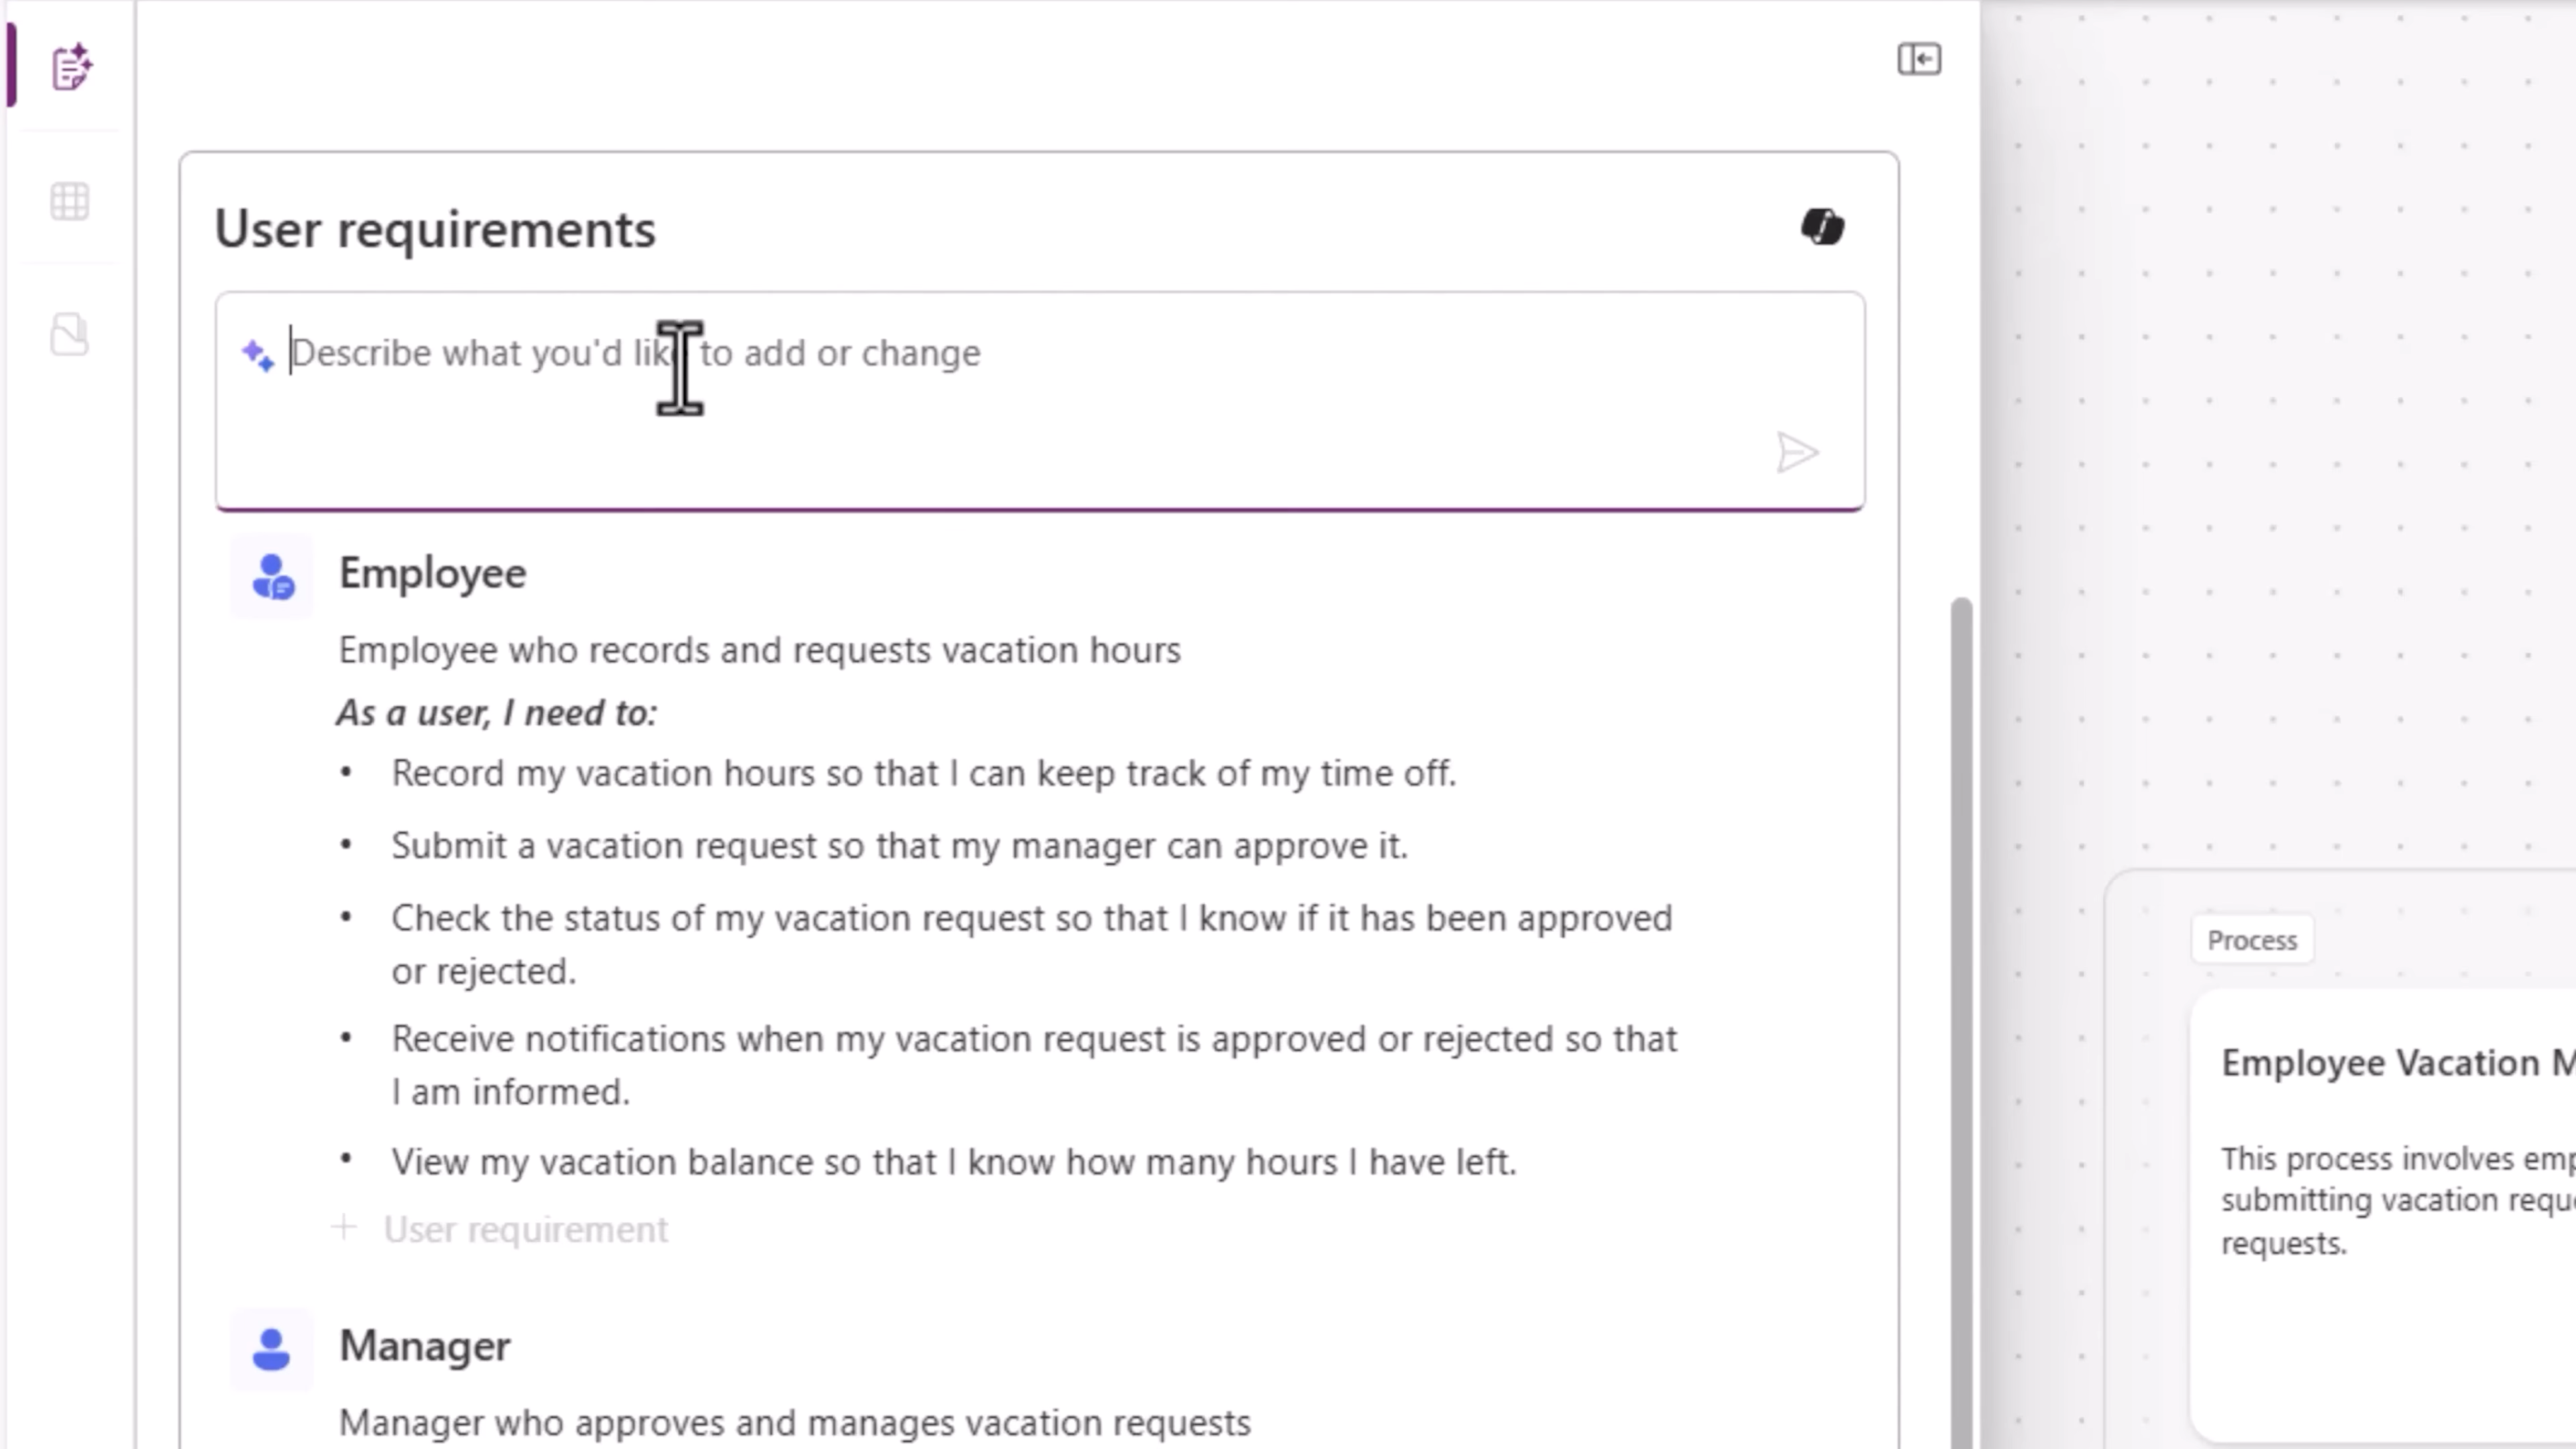 User requirements
Describe what you'd like to add or change
Employee
Employee who records and requests vacation hours
As a user, I need to:
• Record my vacation hours so that I can keep track of my time off.
• Submit a vacation request so that my manager can approve it.
• Check the status of my vacation request so that I know if it has been approved
or rejected.
• Receive notifications when my vacation request is approved or rejected so that
I am informed.
• View my vacation balance so that I know how many hours I have left.
+ User requirement
Manager
Manager who approves and manages vacation requests
Process
Employee Vacation M
This process involves emp
submitting vacation requ
requests.